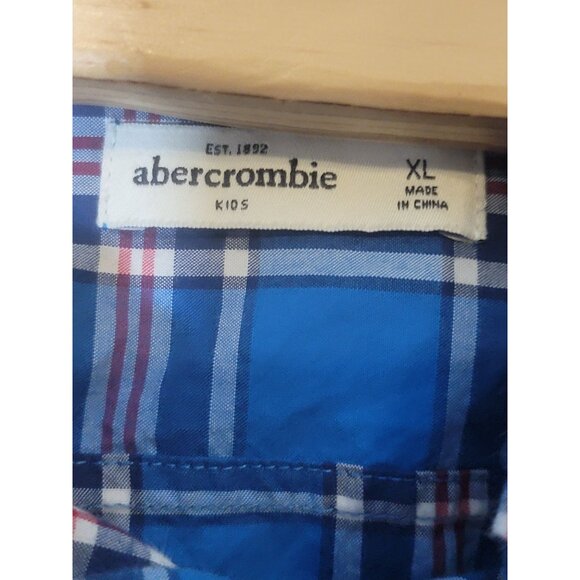 EST. 1892
abercrombie
KIDS
XL
MADE
IN CHINA